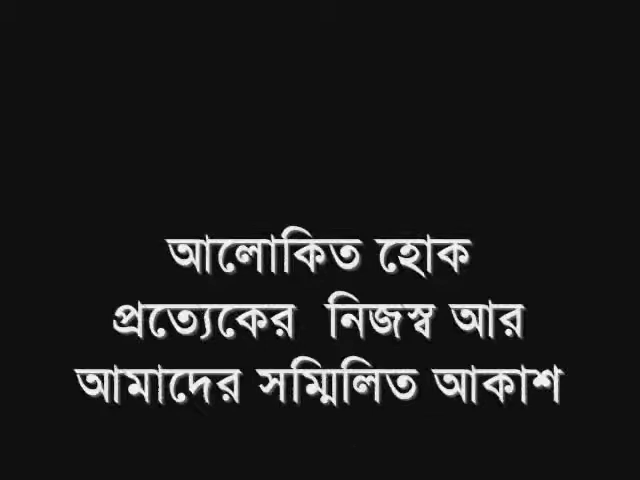 আলোকিত হোক
প্রত্যেকের নিজস্ব আর
আমাদের সম্মিলিত আকাশ